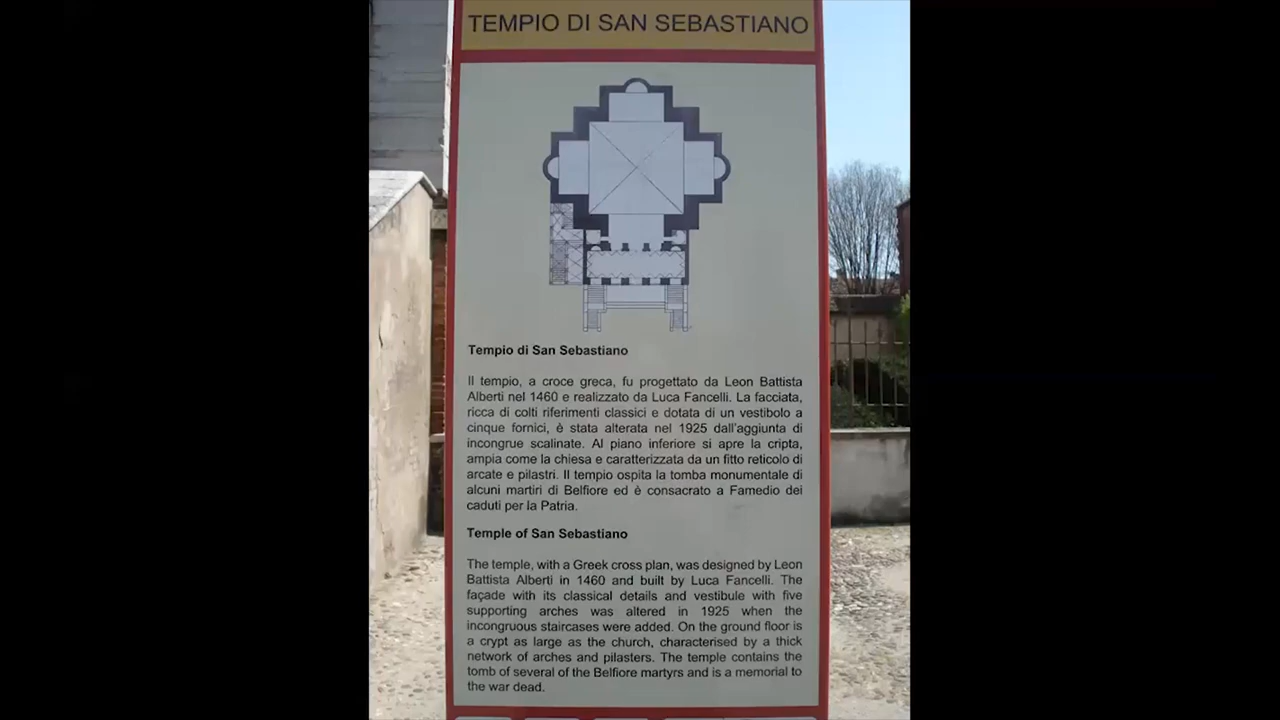 TEMPIO DI SAN SEBASTIANO
Tempio di San Sebastiano
Il tempio, a croce greca, fu progettato da Leon Battista
Alberti nel 1460 e realizzato da Luca Fancelli. La facciata,
ricca di colti riferimenti classici e dotata di un vestibolo a
cinque fornici, è stata alterata nel 1925 dall'aggiunta di
incongrue scalinate. Al piano inferiore si apre la cripta,
ampia come la chiesa e caratterizzata da un fitto reticolo di
arcate e pilastri. Il tempio ospita la tomba monumentale di
alcuni martiri di Belfiore ed è consacrato a Famedio dei
caduti per la Patria.
Temple of San Sebastiano
The temple, with a Greek cross plan, was designed by Leon
Battista Alberti in 1460 and built by Luca Fancelli. The
façade with its classical details and vestibule with five
supporting arches was altered in 1925 when the
incongruous staircases were added. On the ground floor is
a crypt as large as the church, characterised by a thick
network of arches and pilasters. The temple contains the
tomb of several of the Belfiore martyrs and is a memorial to
the war dead.